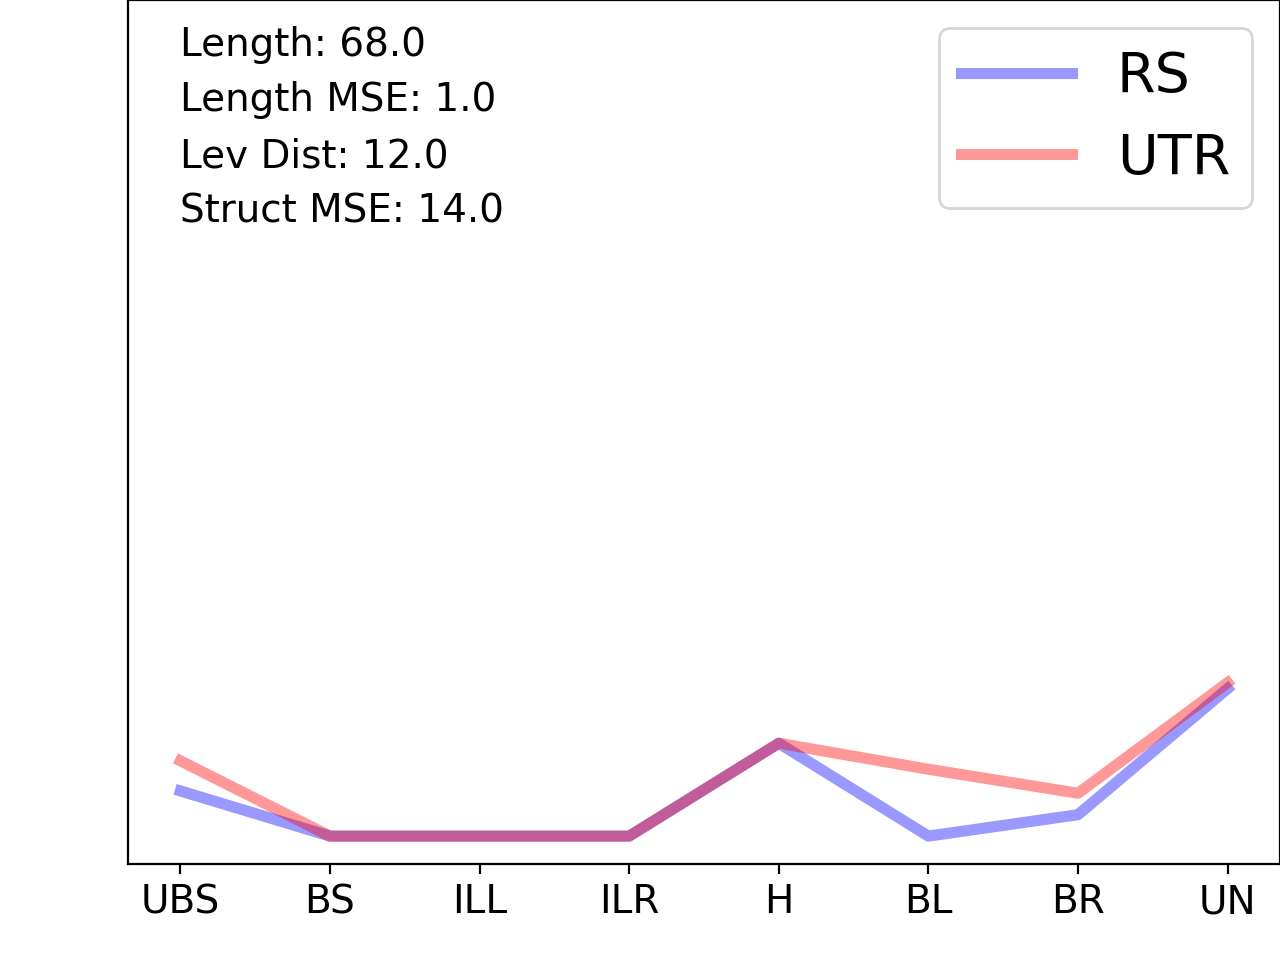 Length: 68.0
Length MSE: 1.0
Lev Dist: 12.0
Struct MSE: 14.0
RS
UTR
UBS BS ILL ILR H BL BR UN